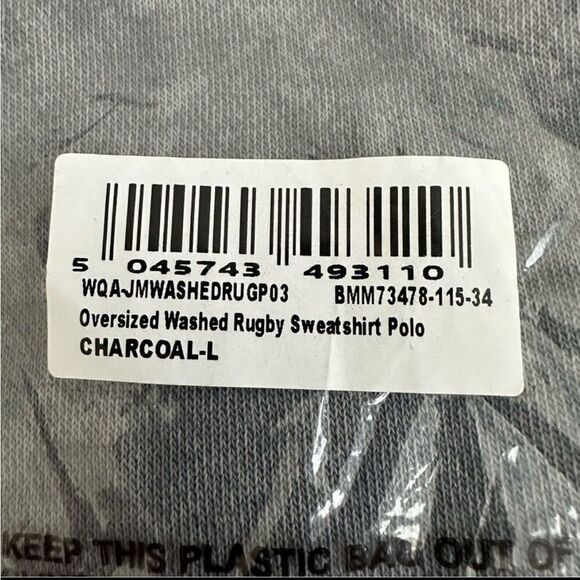 5 045743 493110
WQA-JMWASHEDRUGP03 BMM73478-115-34
Oversized Washed Rugby Sweatshirt Polo
CHARCOAL-L
KEEP THIS PLASTIC BAG OUT OF